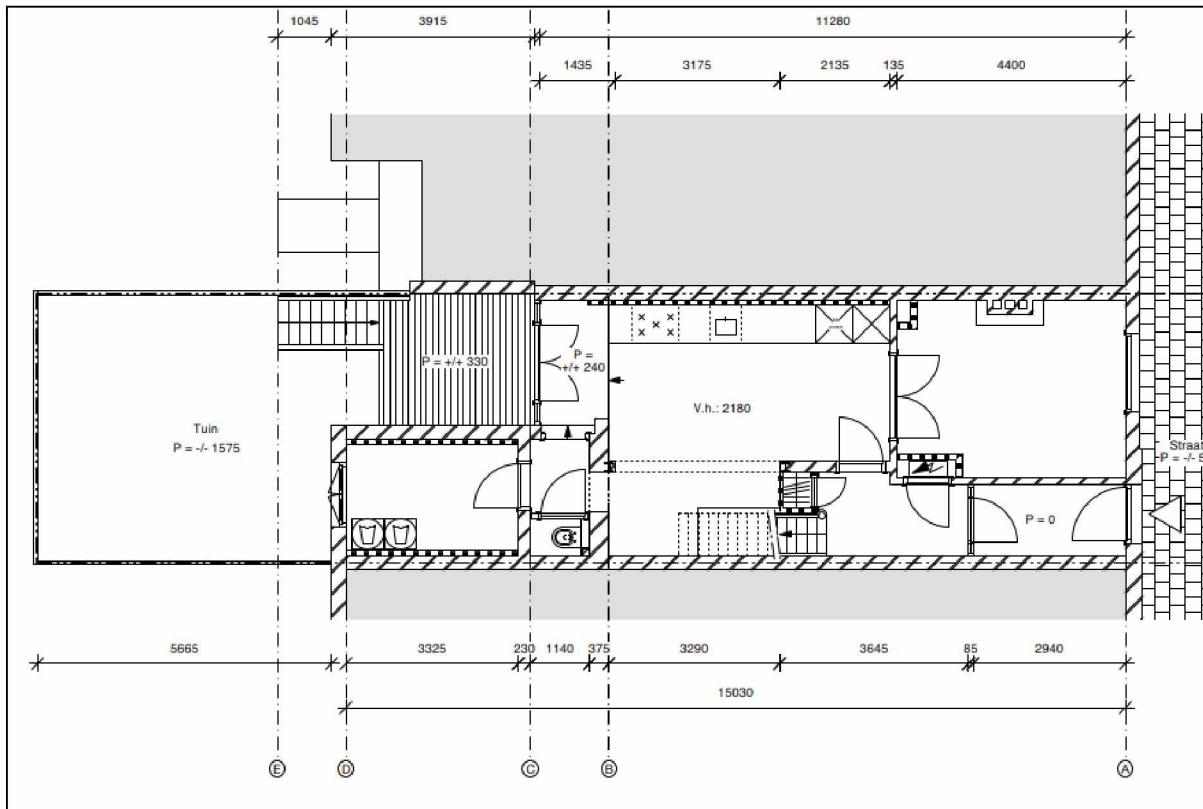 1045 3915 11280
1435 3175 2135 135 4400
P = +/+ 330
P =
+/+ 240
V.h.: 2180
Tuin
P = -/- 1575
Straat
P = -/- 5
P = 0
5665 3325 230 1140 375 3290 3645 85 2940
15030
E D C B A